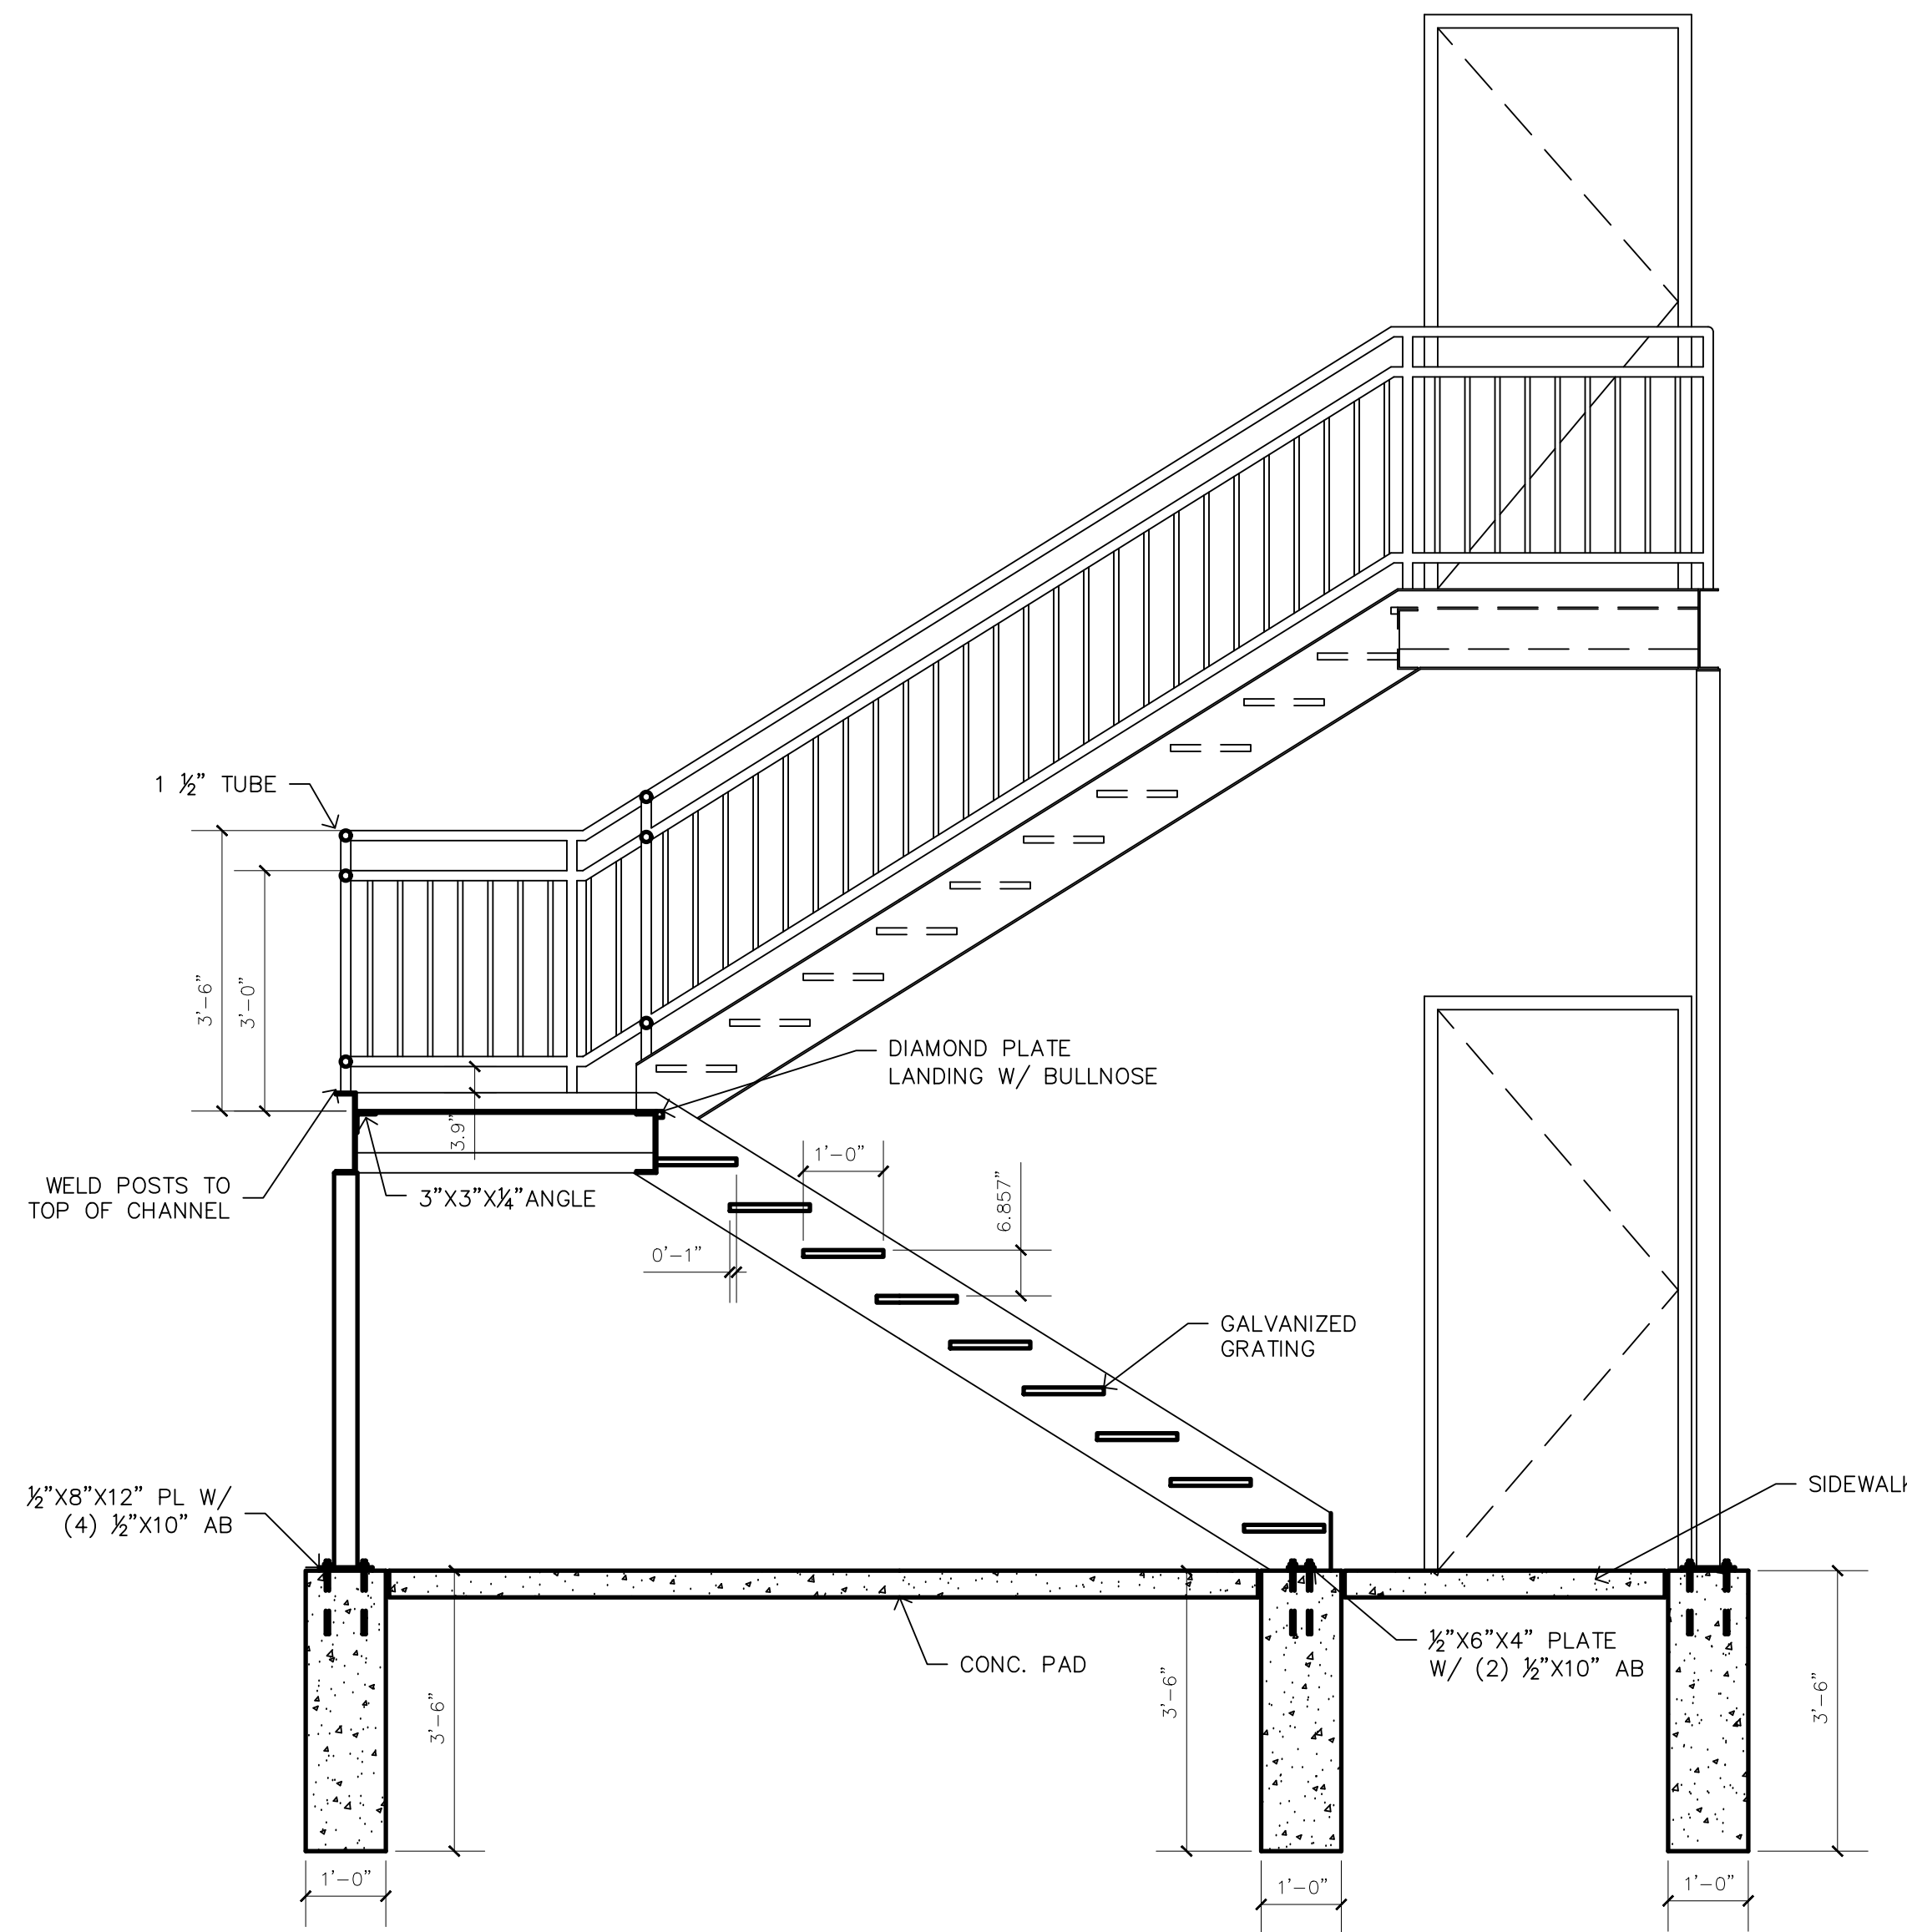 1 ½" TUBE
3'-6"
3'-0"
DIAMOND PLATE
LANDING W/ BULLNOSE
3.9"
1'-0"
WELD POSTS TO
TOP OF CHANNEL
3"X3"X¼"ANGLE
6.857"
0'-1"
GALVANIZED
GRATING
½"X8"X12" PL W/
(4) ½"X10" AB
SIDEWALK
½"X6"X4" PLATE
W/ (2) ½"X10" AB
CONC. PAD
3'-6"
3'-6"
3'-6"
1'-0"
1'-0"
1'-0"